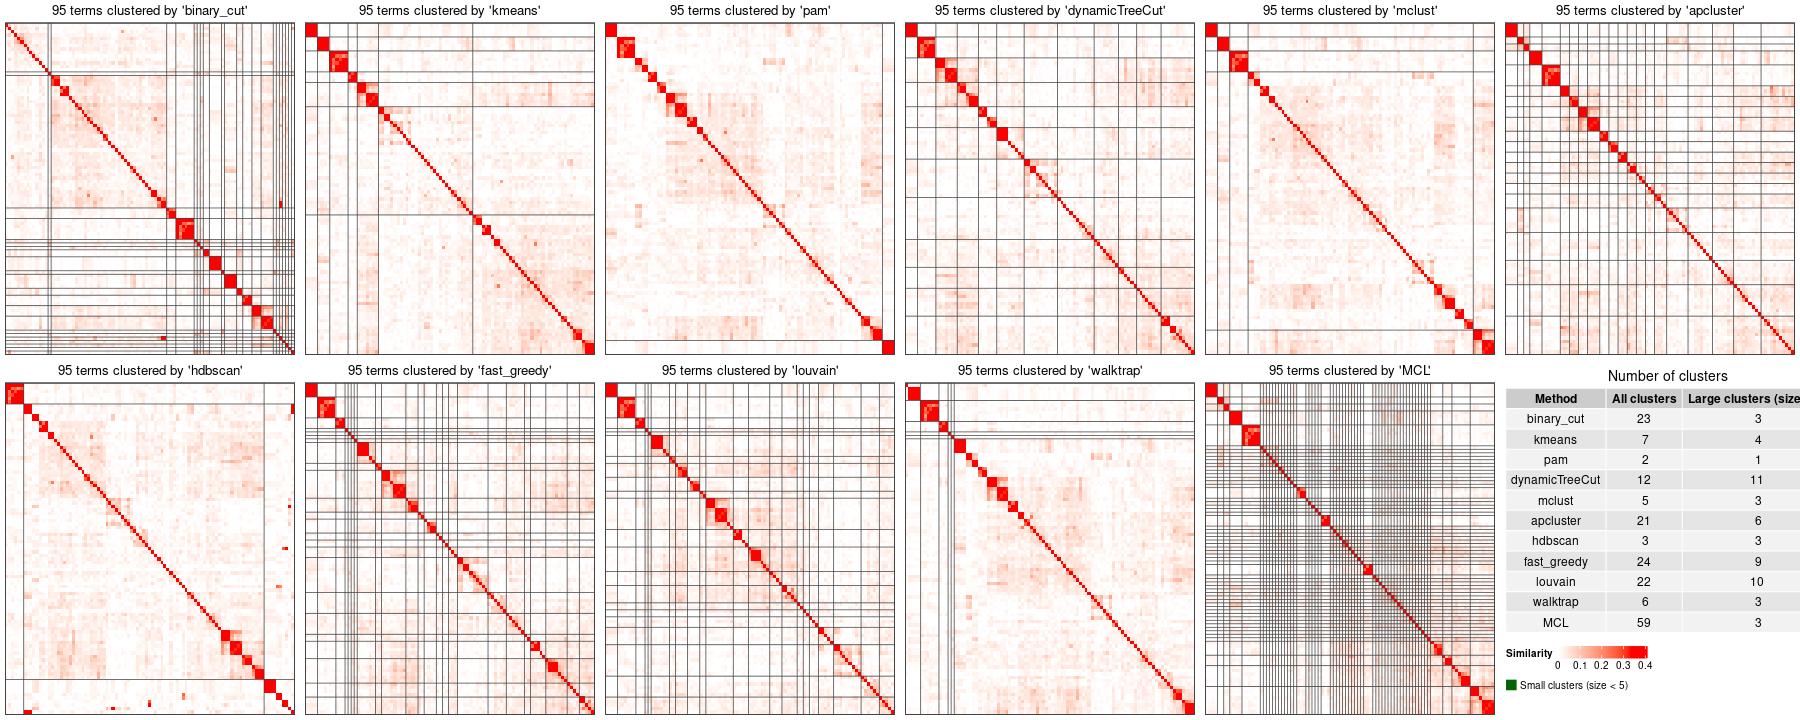 95 terms clustered by 'binary_cut'
95 terms clustered by 'kmeans'
95 terms clustered by 'pam'
95 terms clustered by 'dynamicTreeCut'
95 terms clustered by 'mclust'
95 terms clustered by 'apcluster'
95 terms clustered by 'hdbscan'
95 terms clustered by 'fast_greedy'
95 terms clustered by 'louvain'
95 terms clustered by 'walktrap'
95 terms clustered by 'MCL'
Number of clusters
Method All clusters Large clusters (size
binary_cut 23 3
kmeans 7 4
pam 2 1
dynamicTreeCut 12 11
mclust 5 3
apcluster 21 6
hdbscan 3 3
fast_greedy 24 9
louvain 22 10
walktrap 6 3
MCL 59 3
Similarity
0 0.1 0.2 0.3 0.4
Small clusters (size < 5)